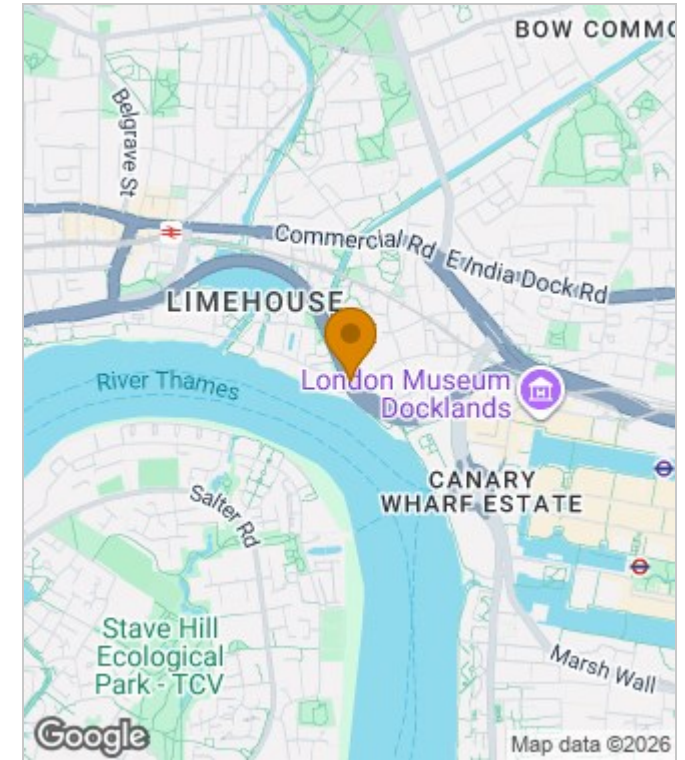 BOW COMMO
Belgrave St
Commercial Rd
E India Dock Rd
LIMEHOUSE
River Thames
London Museum
Docklands
CANARY
WHARF ESTATE
Salter Rd
Stave Hill
Ecological
Park - TCV
Marsh Wall
Google
Map data ©2026